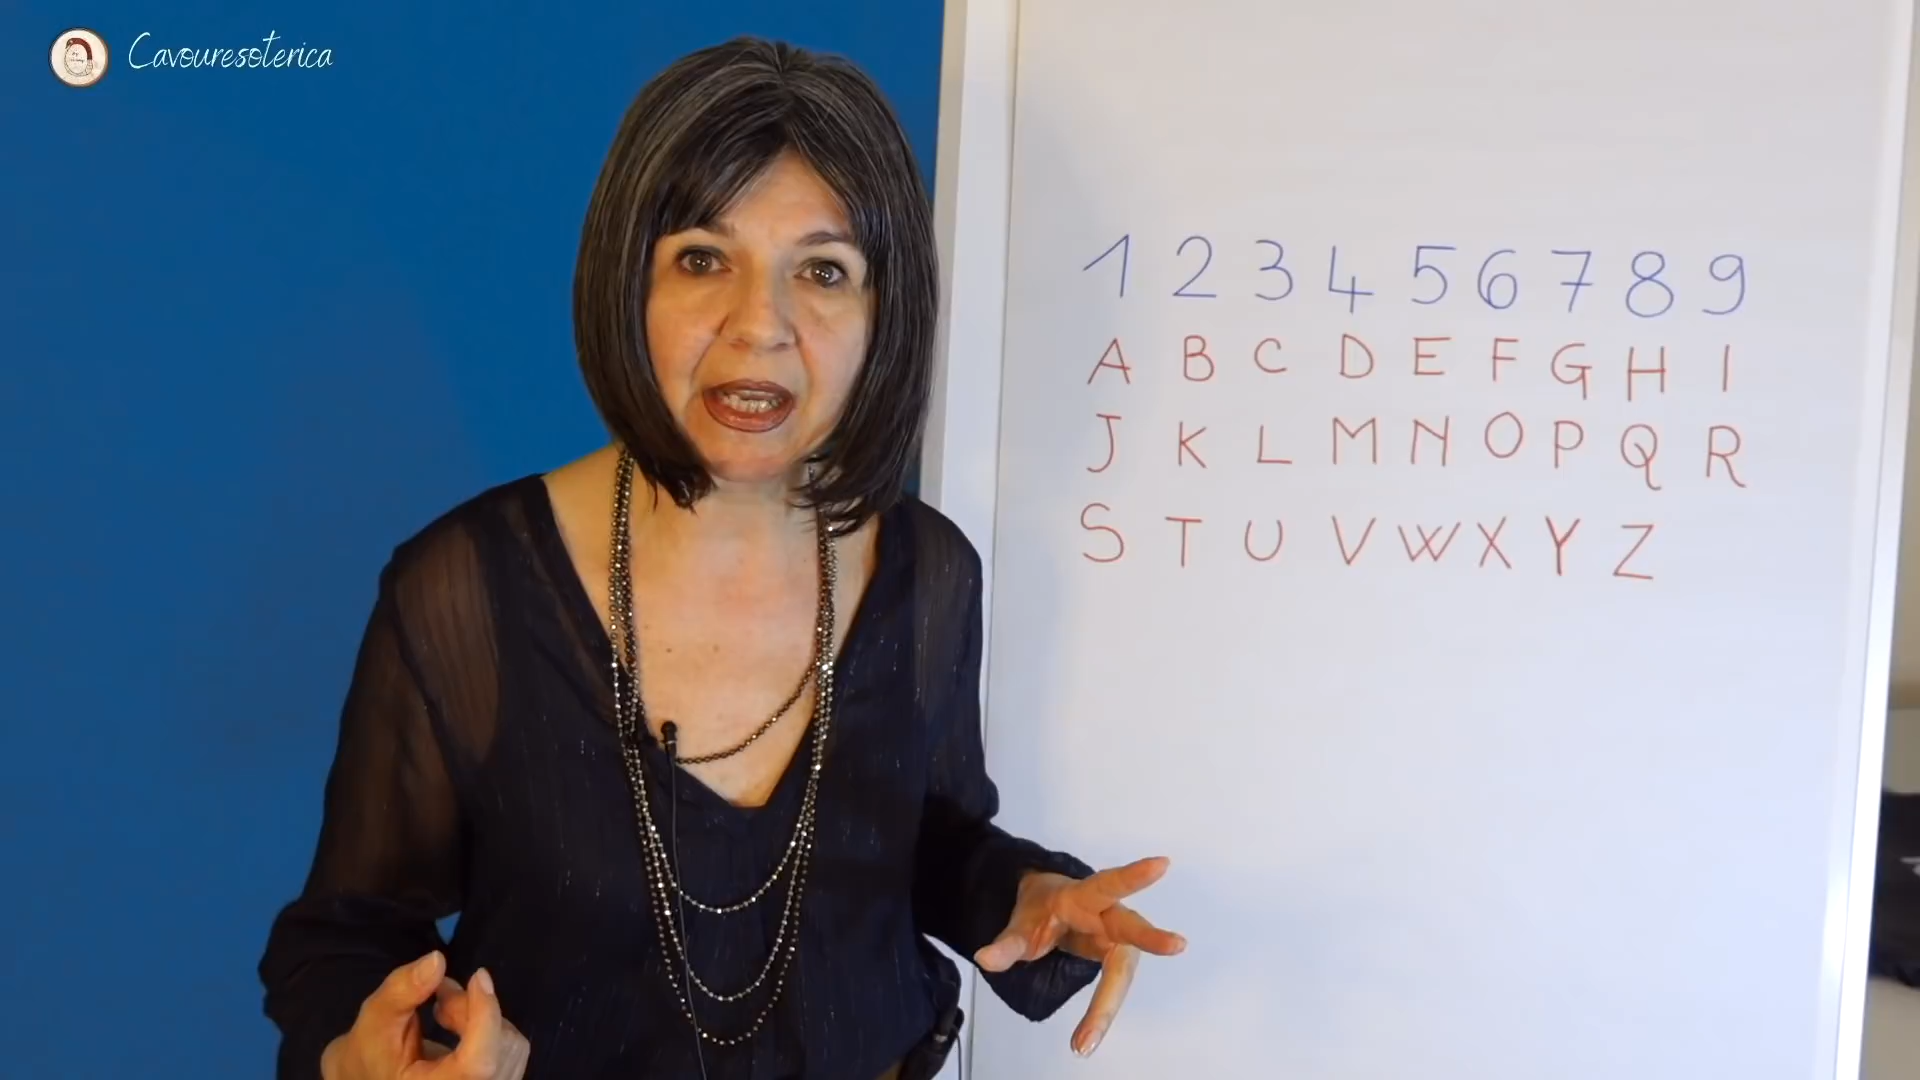 Cavouresoterica
1 2 3 4 5 6 7 8 9
A B C D E F G H I
J K L M N O P Q R
S T U V W X Y Z